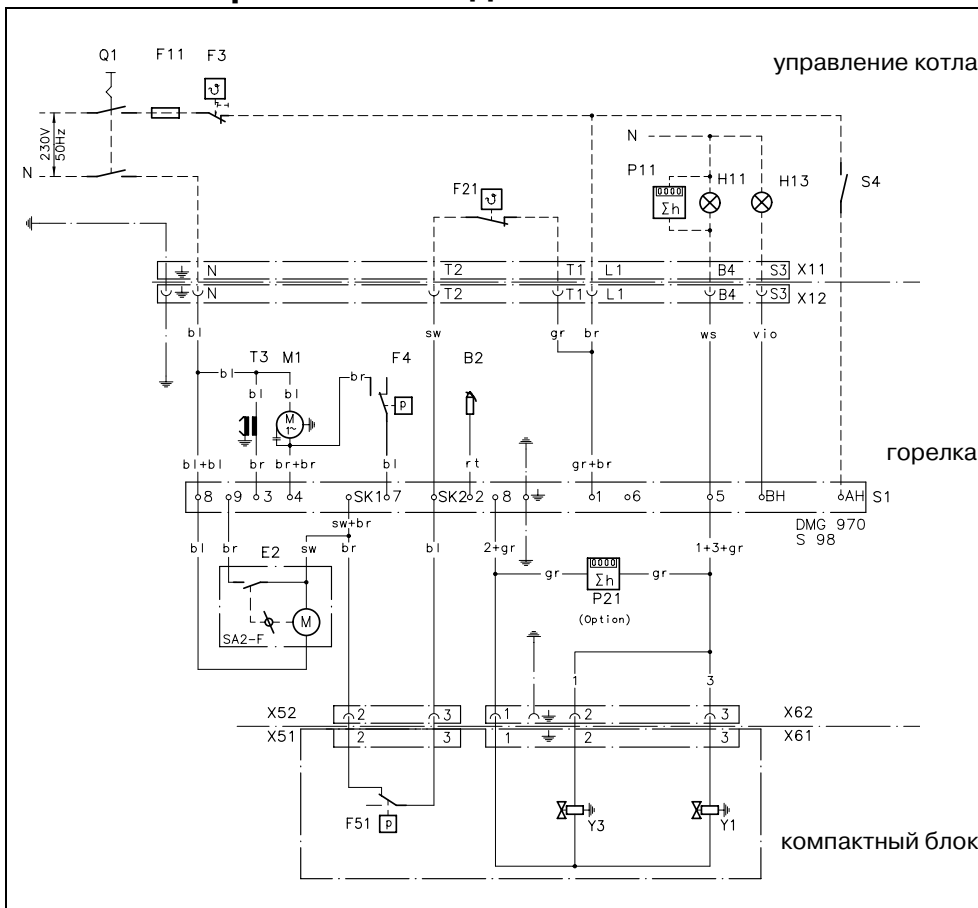 Q1 F11 F3
управление котла
230V
50Hz
N
N
P11 H11 H13 S4
Σh
F21
ϑ
ϑ
N T2 T1 L1 B4 S3 X11
N T2 T1 L1 B4 S3 X12
bl sw gr br ws vio
T3 M1 F4 B2
bl br
bl bl
M
1~
p
горелка
bl+bl br br+br bl rt gr+br
8 9 3 4 SK1 7 SK2 2 8 1 6 5 BH AH S1
DMG 970
S 98
sw+br
bl br E2 sw br bl 2+gr 1+3+gr
gr gr
Σh
P21
(Option)
M
SA2-F
1 3
X52 2 3 1 2 3 X62
X51 2 3 1 2 3 X61
F51 p
Y3 Y1
компактный блок